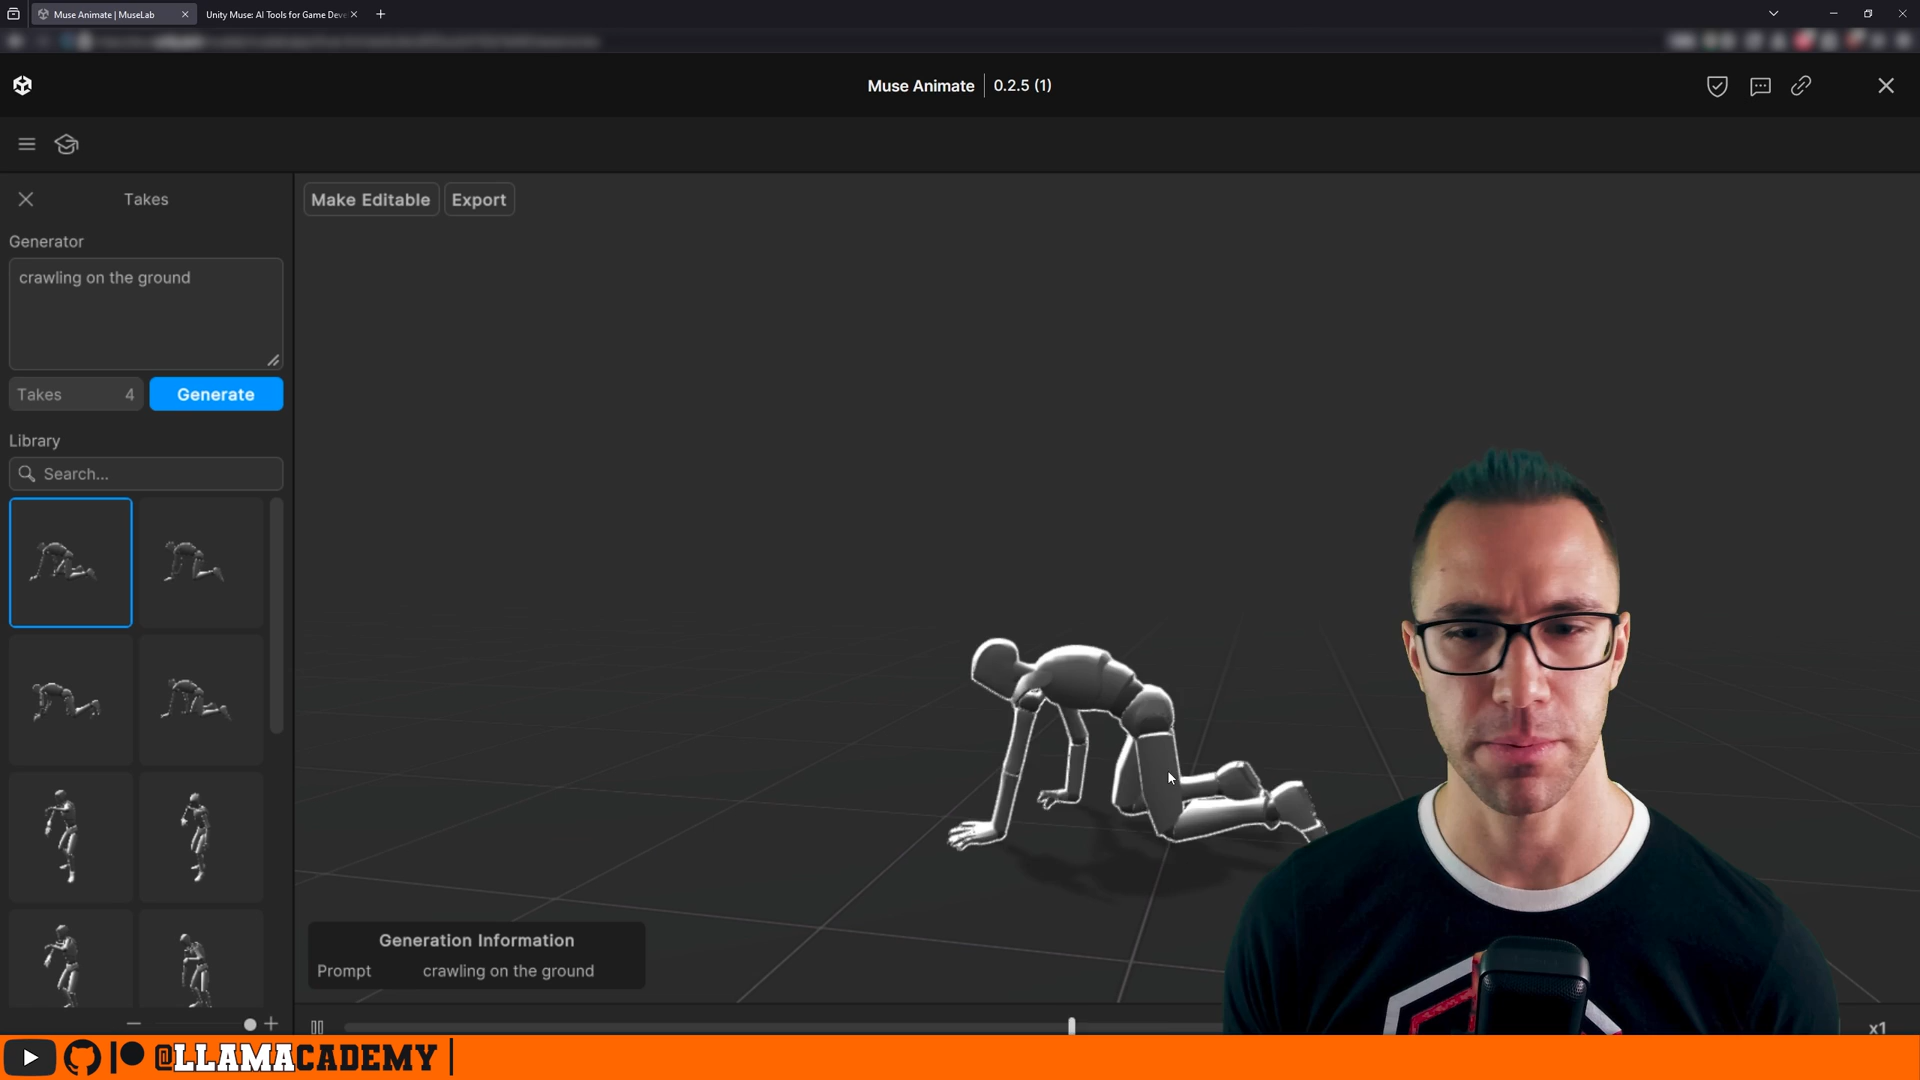 Muse Animate | MuseLab
Unity Muse: AI Tools for Game Deve
Muse Animate 0.2.5 (1)
Takes
Make Editable
Export
Generator
crawling on the ground
Takes 4
Generate
Library
Search...
Generation Information
Prompt crawling on the ground
x1
@LLAMACADEMY